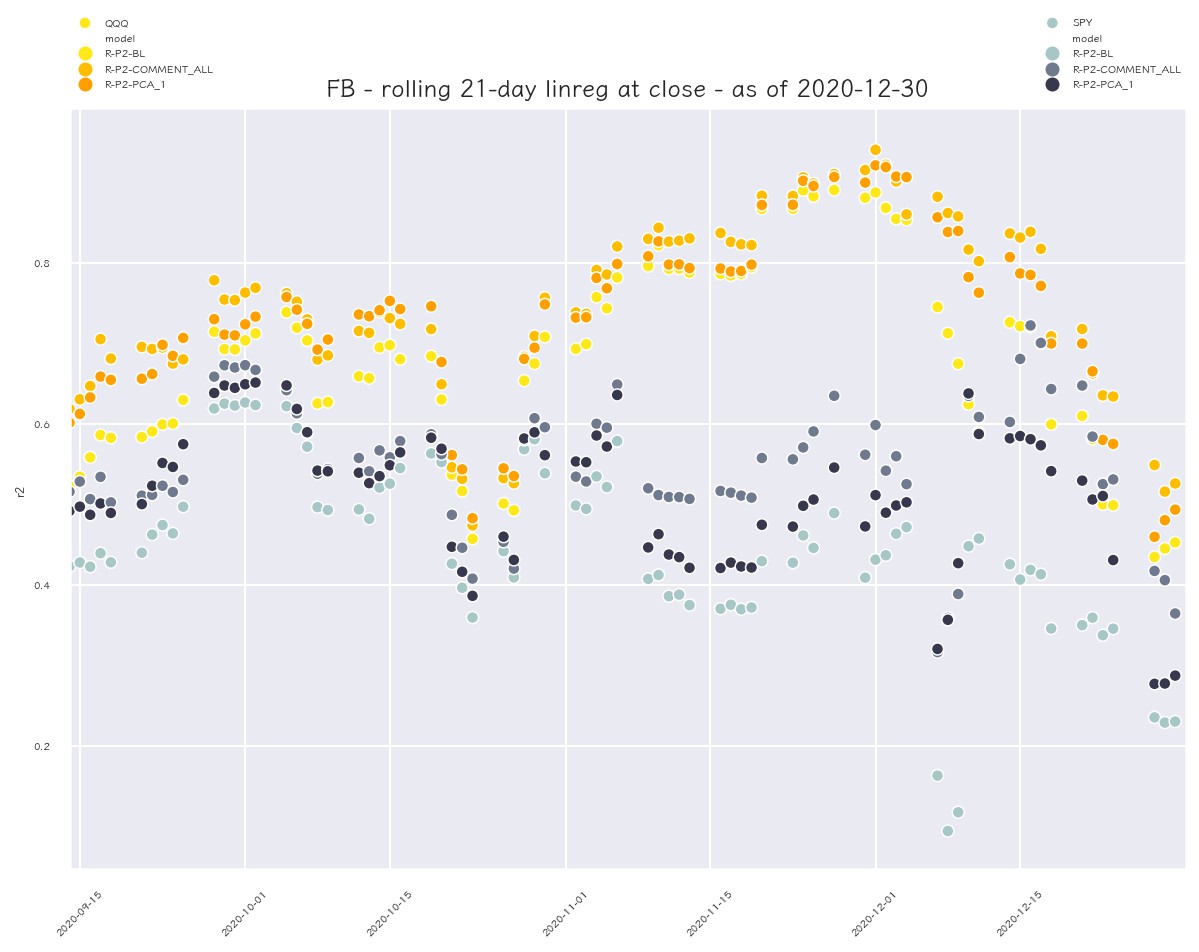 QQQ
model
R-P2-BL
R-P2-COMMENT_ALL
R-P2-PCA_1
SPY
model
R-P2-BL
R-P2-COMMENT_ALL
R-P2-PCA_1
FB - rolling 21-day linreg at close - as of 2020-12-30
0.8
0.6
0.4
0.2
r2
2020-09-15
2020-10-01
2020-10-15
2020-11-01
2020-11-15
2020-12-01
2020-12-15